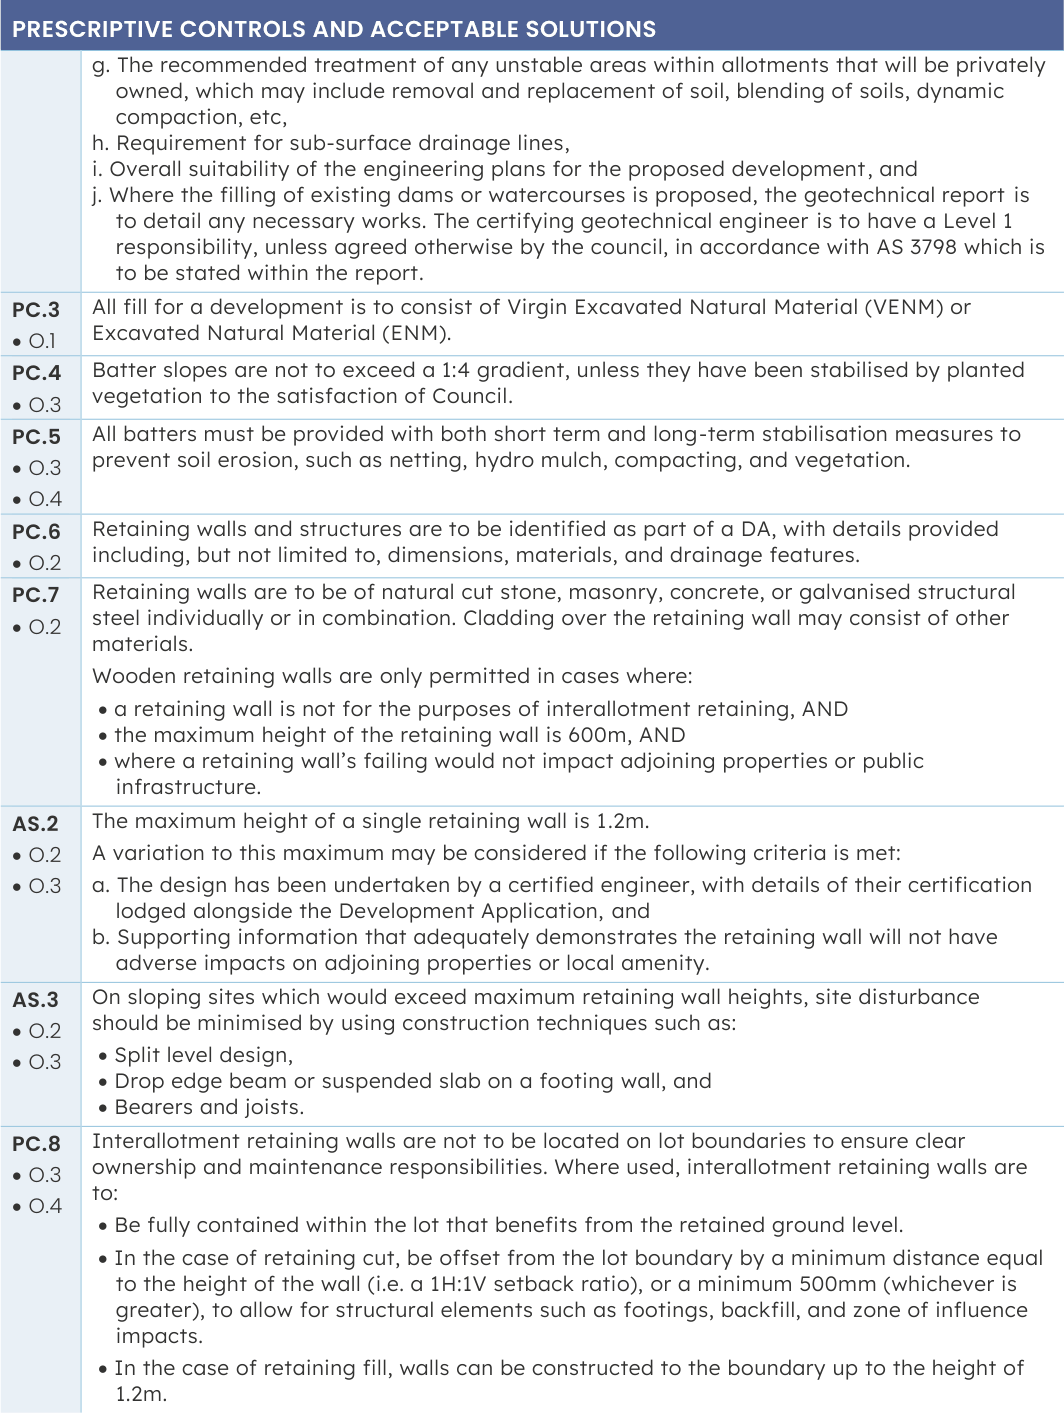 PRESCRIPTIVE CONTROLS AND ACCEPTABLE SOLUTIONS
g. The recommended treatment of any unstable areas within allotments that will be privately
owned, which may include removal and replacement of soil, blending of soils, dynamic
compaction, etc,
h. Requirement for sub-surface drainage lines,
i. Overall suitability of the engineering plans for the proposed development, and
j. Where the filling of existing dams or watercourses is proposed, the geotechnical report is
to detail any necessary works. The certifying geotechnical engineer is to have a Level 1
responsibility, unless agreed otherwise by the council, in accordance with AS 3798 which is
to be stated within the report.
PC.3
• O.1
All fill for a development is to consist of Virgin Excavated Natural Material (VENM) or
Excavated Natural Material (ENM).
PC.4
• O.3
Batter slopes are not to exceed a 1:4 gradient, unless they have been stabilised by planted
vegetation to the satisfaction of Council.
PC.5
• O.3
• O.4
All batters must be provided with both short term and long-term stabilisation measures to
prevent soil erosion, such as netting, hydro mulch, compacting, and vegetation.
PC.6
• O.2
Retaining walls and structures are to be identified as part of a DA, with details provided
including, but not limited to, dimensions, materials, and drainage features.
PC.7
• O.2
Retaining walls are to be of natural cut stone, masonry, concrete, or galvanised structural
steel individually or in combination. Cladding over the retaining wall may consist of other
materials.
Wooden retaining walls are only permitted in cases where:
• a retaining wall is not for the purposes of interallotment retaining, AND
• the maximum height of the retaining wall is 600m, AND
• where a retaining wall's failing would not impact adjoining properties or public
infrastructure.
AS.2
• O.2
• O.3
The maximum height of a single retaining wall is 1.2m.
A variation to this maximum may be considered if the following criteria is met:
a. The design has been undertaken by a certified engineer, with details of their certification
lodged alongside the Development Application, and
b. Supporting information that adequately demonstrates the retaining wall will not have
adverse impacts on adjoining properties or local amenity.
AS.3
• O.2
• O.3
On sloping sites which would exceed maximum retaining wall heights, site disturbance
should be minimised by using construction techniques such as:
• Split level design,
• Drop edge beam or suspended slab on a footing wall, and
• Bearers and joists.
PC.8
• O.3
• O.4
Interallotment retaining walls are not to be located on lot boundaries to ensure clear
ownership and maintenance responsibilities. Where used, interallotment retaining walls are
to:
• Be fully contained within the lot that benefits from the retained ground level.
• In the case of retaining cut, be offset from the lot boundary by a minimum distance equal
to the height of the wall (i.e. a 1H:1V setback ratio), or a minimum 500mm (whichever is
greater), to allow for structural elements such as footings, backfill, and zone of influence
impacts.
• In the case of retaining fill, walls can be constructed to the boundary up to the height of
1.2m.